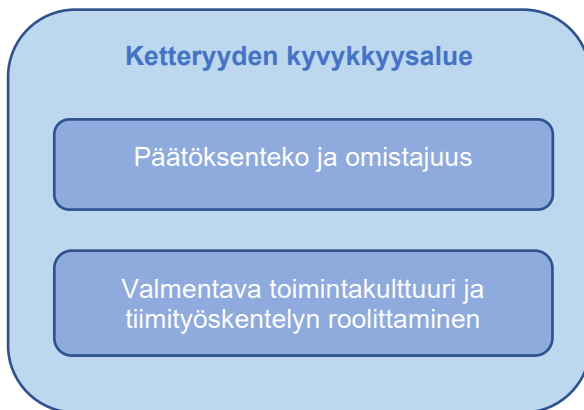 Ketteryyden kyvykkyysalue
Päätöksenteko ja omistajuus
Valmentava toimintakulttuuri ja
tiimityöskentelyn roolittaminen